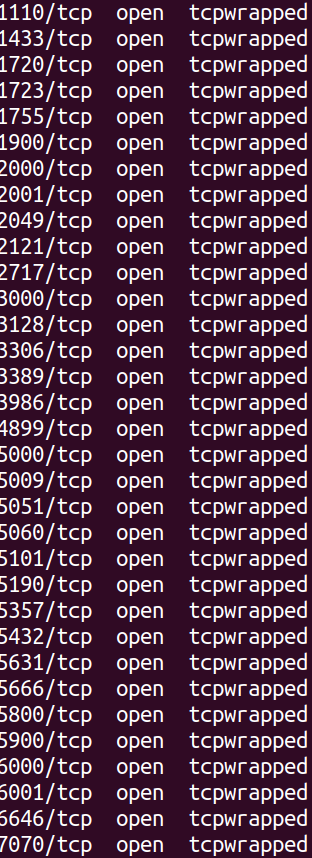 1110/tcp open tcpwrapped
1433/tcp open tcpwrapped
1720/tcp open tcpwrapped
1723/tcp open tcpwrapped
1755/tcp open tcpwrapped
1900/tcp open tcpwrapped
2000/tcp open tcpwrapped
2001/tcp open tcpwrapped
2049/tcp open tcpwrapped
2121/tcp open tcpwrapped
2717/tcp open tcpwrapped
3000/tcp open tcpwrapped
3128/tcp open tcpwrapped
3306/tcp open tcpwrapped
3389/tcp open tcpwrapped
3986/tcp open tcpwrapped
4899/tcp open tcpwrapped
5000/tcp open tcpwrapped
5009/tcp open tcpwrapped
5051/tcp open tcpwrapped
5060/tcp open tcpwrapped
5101/tcp open tcpwrapped
5190/tcp open tcpwrapped
5357/tcp open tcpwrapped
5432/tcp open tcpwrapped
5631/tcp open tcpwrapped
5666/tcp open tcpwrapped
5800/tcp open tcpwrapped
5900/tcp open tcpwrapped
6000/tcp open tcpwrapped
6001/tcp open tcpwrapped
6646/tcp open tcpwrapped
7070/tcp open tcpwrapped